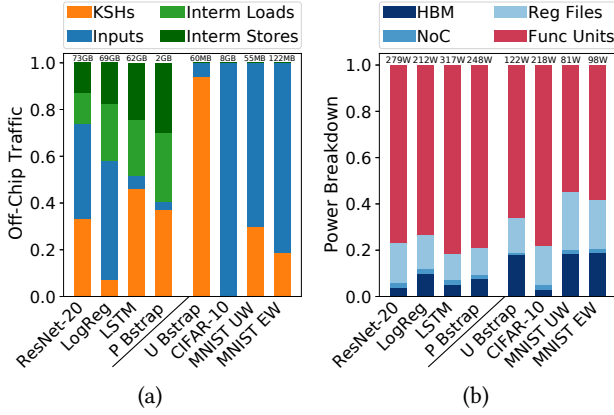 KSHs
Inputs
Interm Loads
Interm Stores
Off-Chip Traffic
1.0
0.8
0.6
0.4
0.2
0.0
73GB 69GB 62GB 2GB 60MB 8GB 55MB 122MB
ResNet-20
LogReg
LSTM
P Bstrap
U Bstrap
CIFAR-10
MNIST UW
MNIST EW
(a)
HBM
NoC
Reg Files
Func Units
Power Breakdown
1.0
0.8
0.6
0.4
0.2
0.0
279W 212W 317W 248W 122W 218W 81W 98W
ResNet-20
LogReg
LSTM
P Bstrap
U Bstrap
CIFAR-10
MNIST UW
MNIST EW
(b)